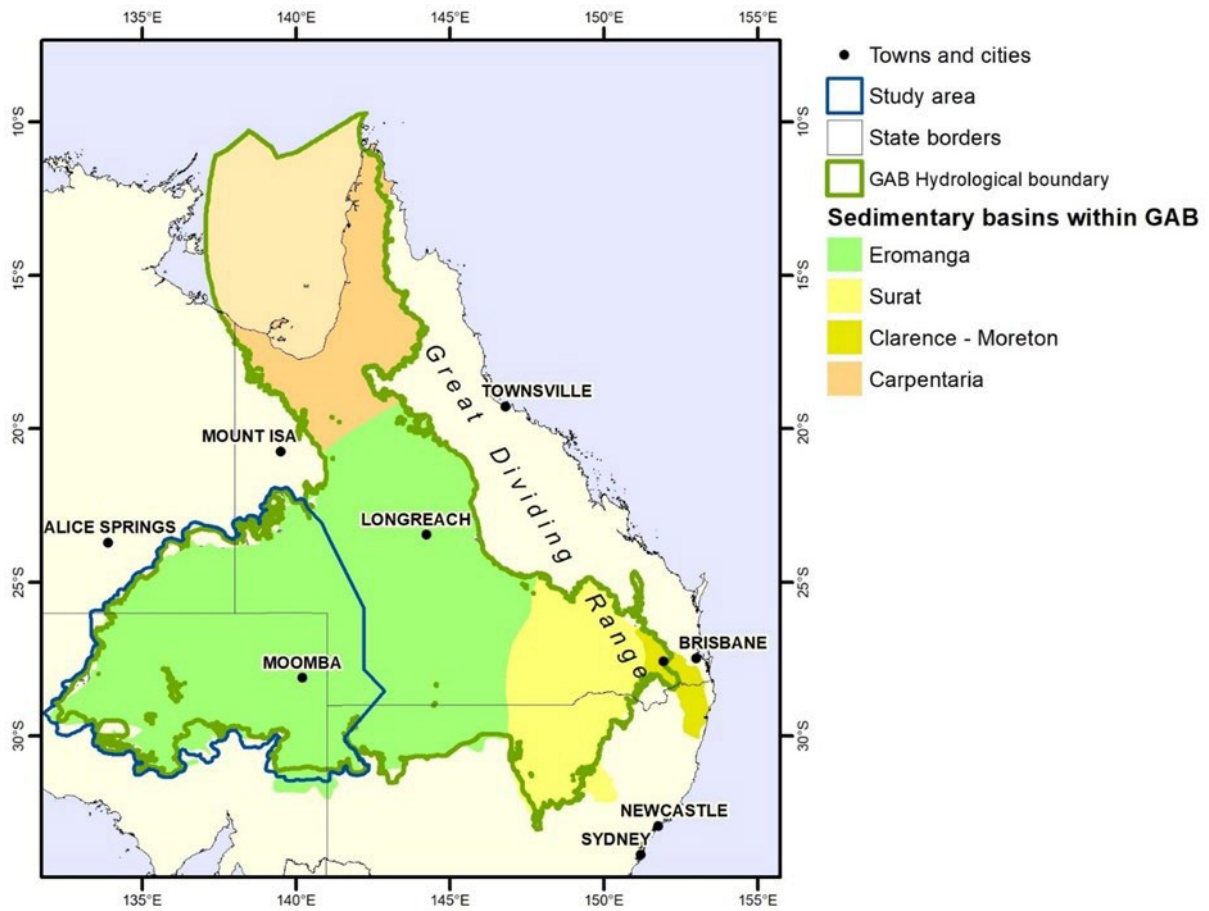 135°E
140°E
145°E
150°E
155°E
10°S
15°S
20°S
25°S
30°S
10°S
15°S
20°S
25°S
30°S
Great Dividing Range
TOWNSVILLE
MOUNT ISA
ALICE SPRINGS
LONGREACH
BRISBANE
MOOMBA
NEWCASTLE
SYDNEY
135°E
140°E
145°E
150°E
155°E
Towns and cities
Study area
State borders
GAB Hydrological boundary
Sedimentary basins within GAB
Eromanga
Surat
Clarence - Moreton
Carpentaria